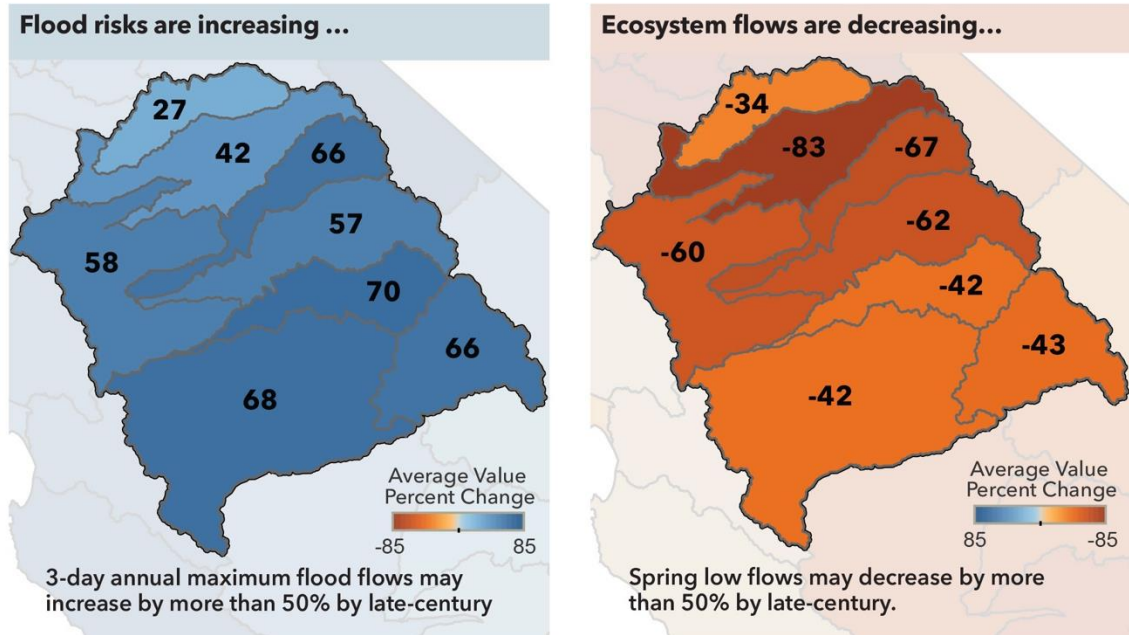 Flood risks are increasing ...
27
42
66
57
58
70
66
68
Average Value
Percent Change
-85 85
3-day annual maximum flood flows may
increase by more than 50% by late-century
Ecosystem flows are decreasing...
-34
-83
-67
-62
-60
-42
-43
-42
Average Value
Percent Change
85 -85
Spring low flows may decrease by more
than 50% by late-century.